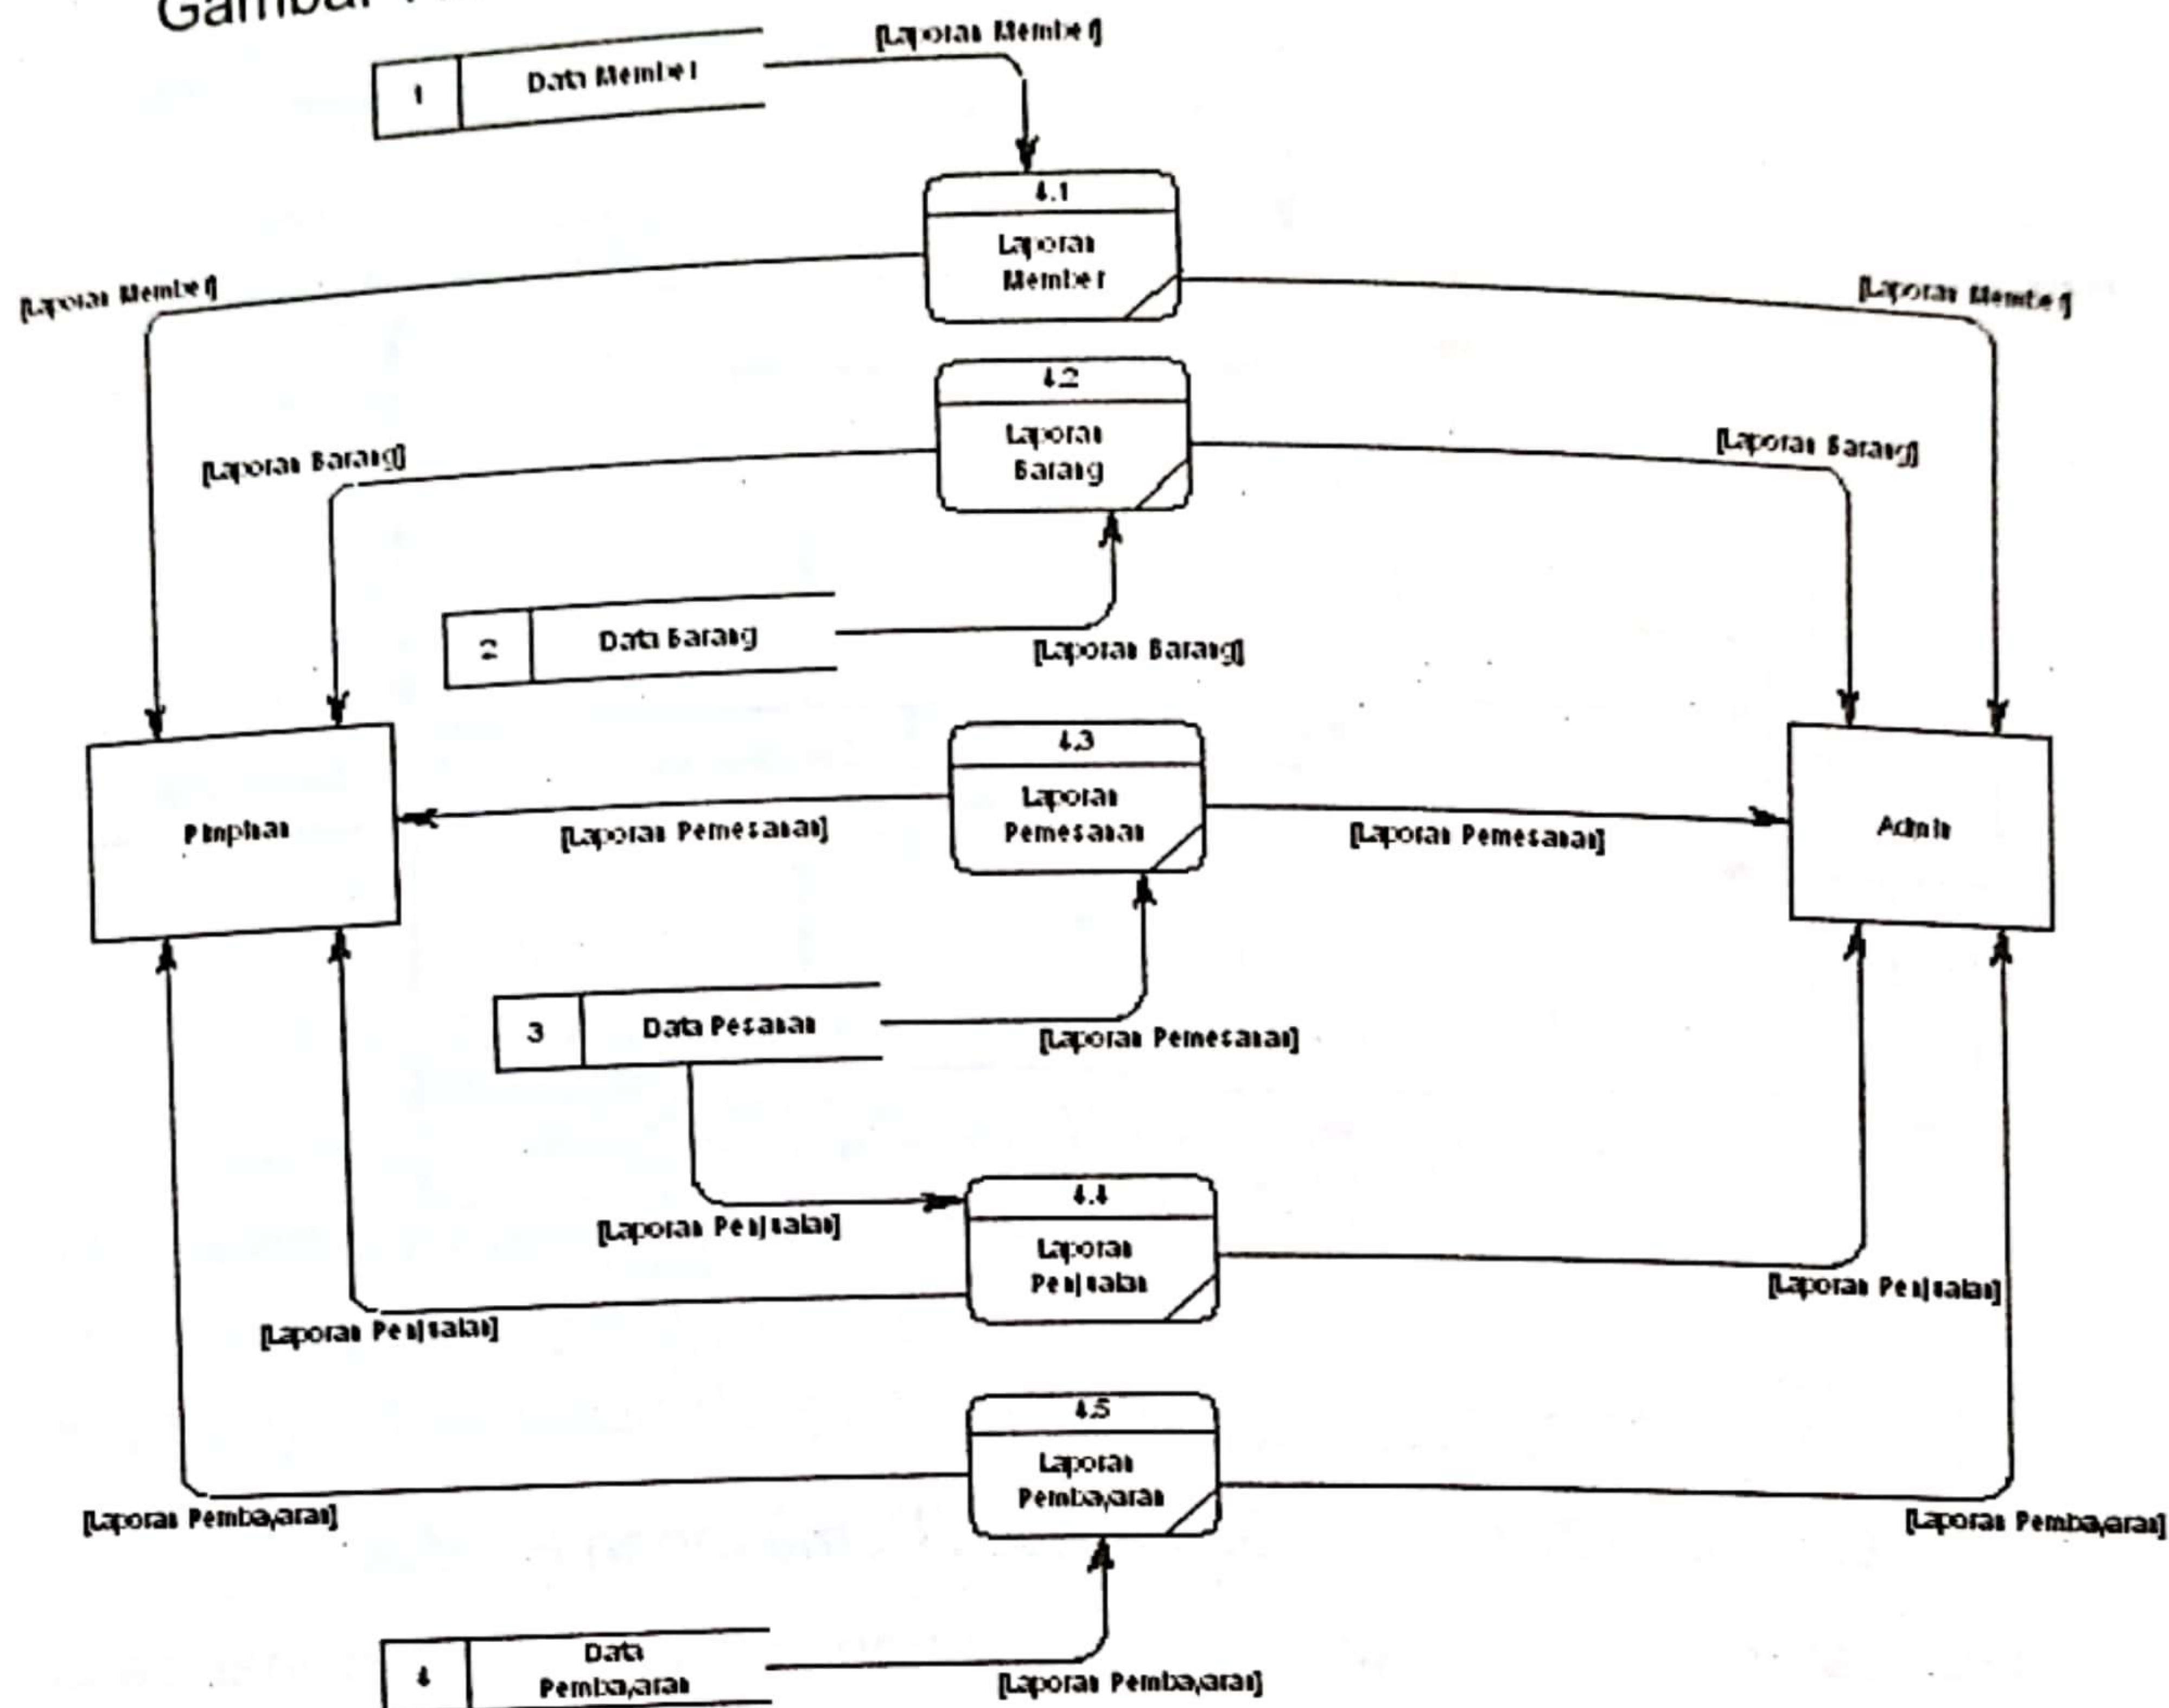 Gambar
[Laporan Member]
1
Data Member
4.1
Laporan
Member
[Laporan Member]
[Laporan Member]
4.2
Laporan
Barang
[Laporan Barang]
[Laporan Barang]
2
Data Barang
[Laporan Barang]
4.3
Laporan
Pemesanan
Pimpinan
[Laporan Pemesanan]
[Laporan Pemesanan]
Admin
3
Data Pesanan
[Laporan Pemesanan]
4.4
Laporan
Penjualan
[Laporan Penjualan]
[Laporan Penjualan]
[Laporan Penjualan]
4.5
Laporan
Pembayaran
[Laporan Pembayaran]
[Laporan Pembayaran]
4
Data
Pembayaran
[Laporan Pembayaran]